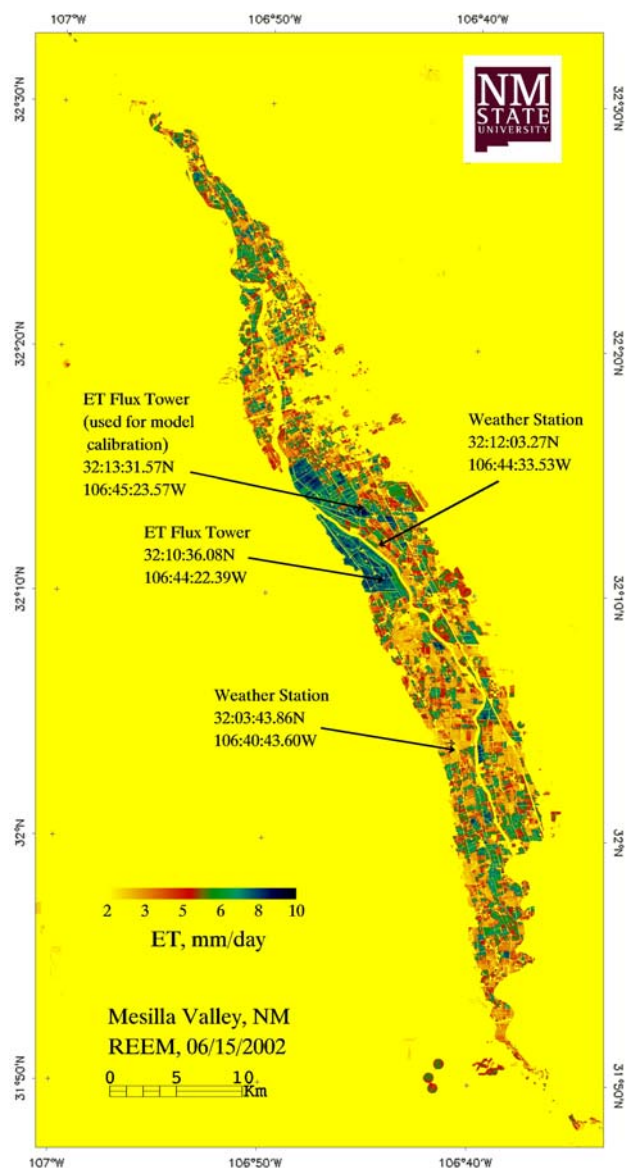 107°W
106°50'W
106°40'W
32°30'N
32°30'N
NM
STATE
UNIVERSITY
32°20'N
32°20'N
ET Flux Tower
(used for model
calibration)
32:13:31.57N
106:45:23.57W
Weather Station
32:12:03.27N
106:44:33.53W
ET Flux Tower
32:10:36.08N
106:44:22.39W
32°10'N
32°10'N
Weather Station
32:03:43.86N
106:40:43.60W
32°N
32°N
2 3 5 6 8 10
ET, mm/day
Mesilla Valley, NM
REEM, 06/15/2002
0 5 10
Km
31°50'N
31°50'N
107°W
106°50'W
106°40'W